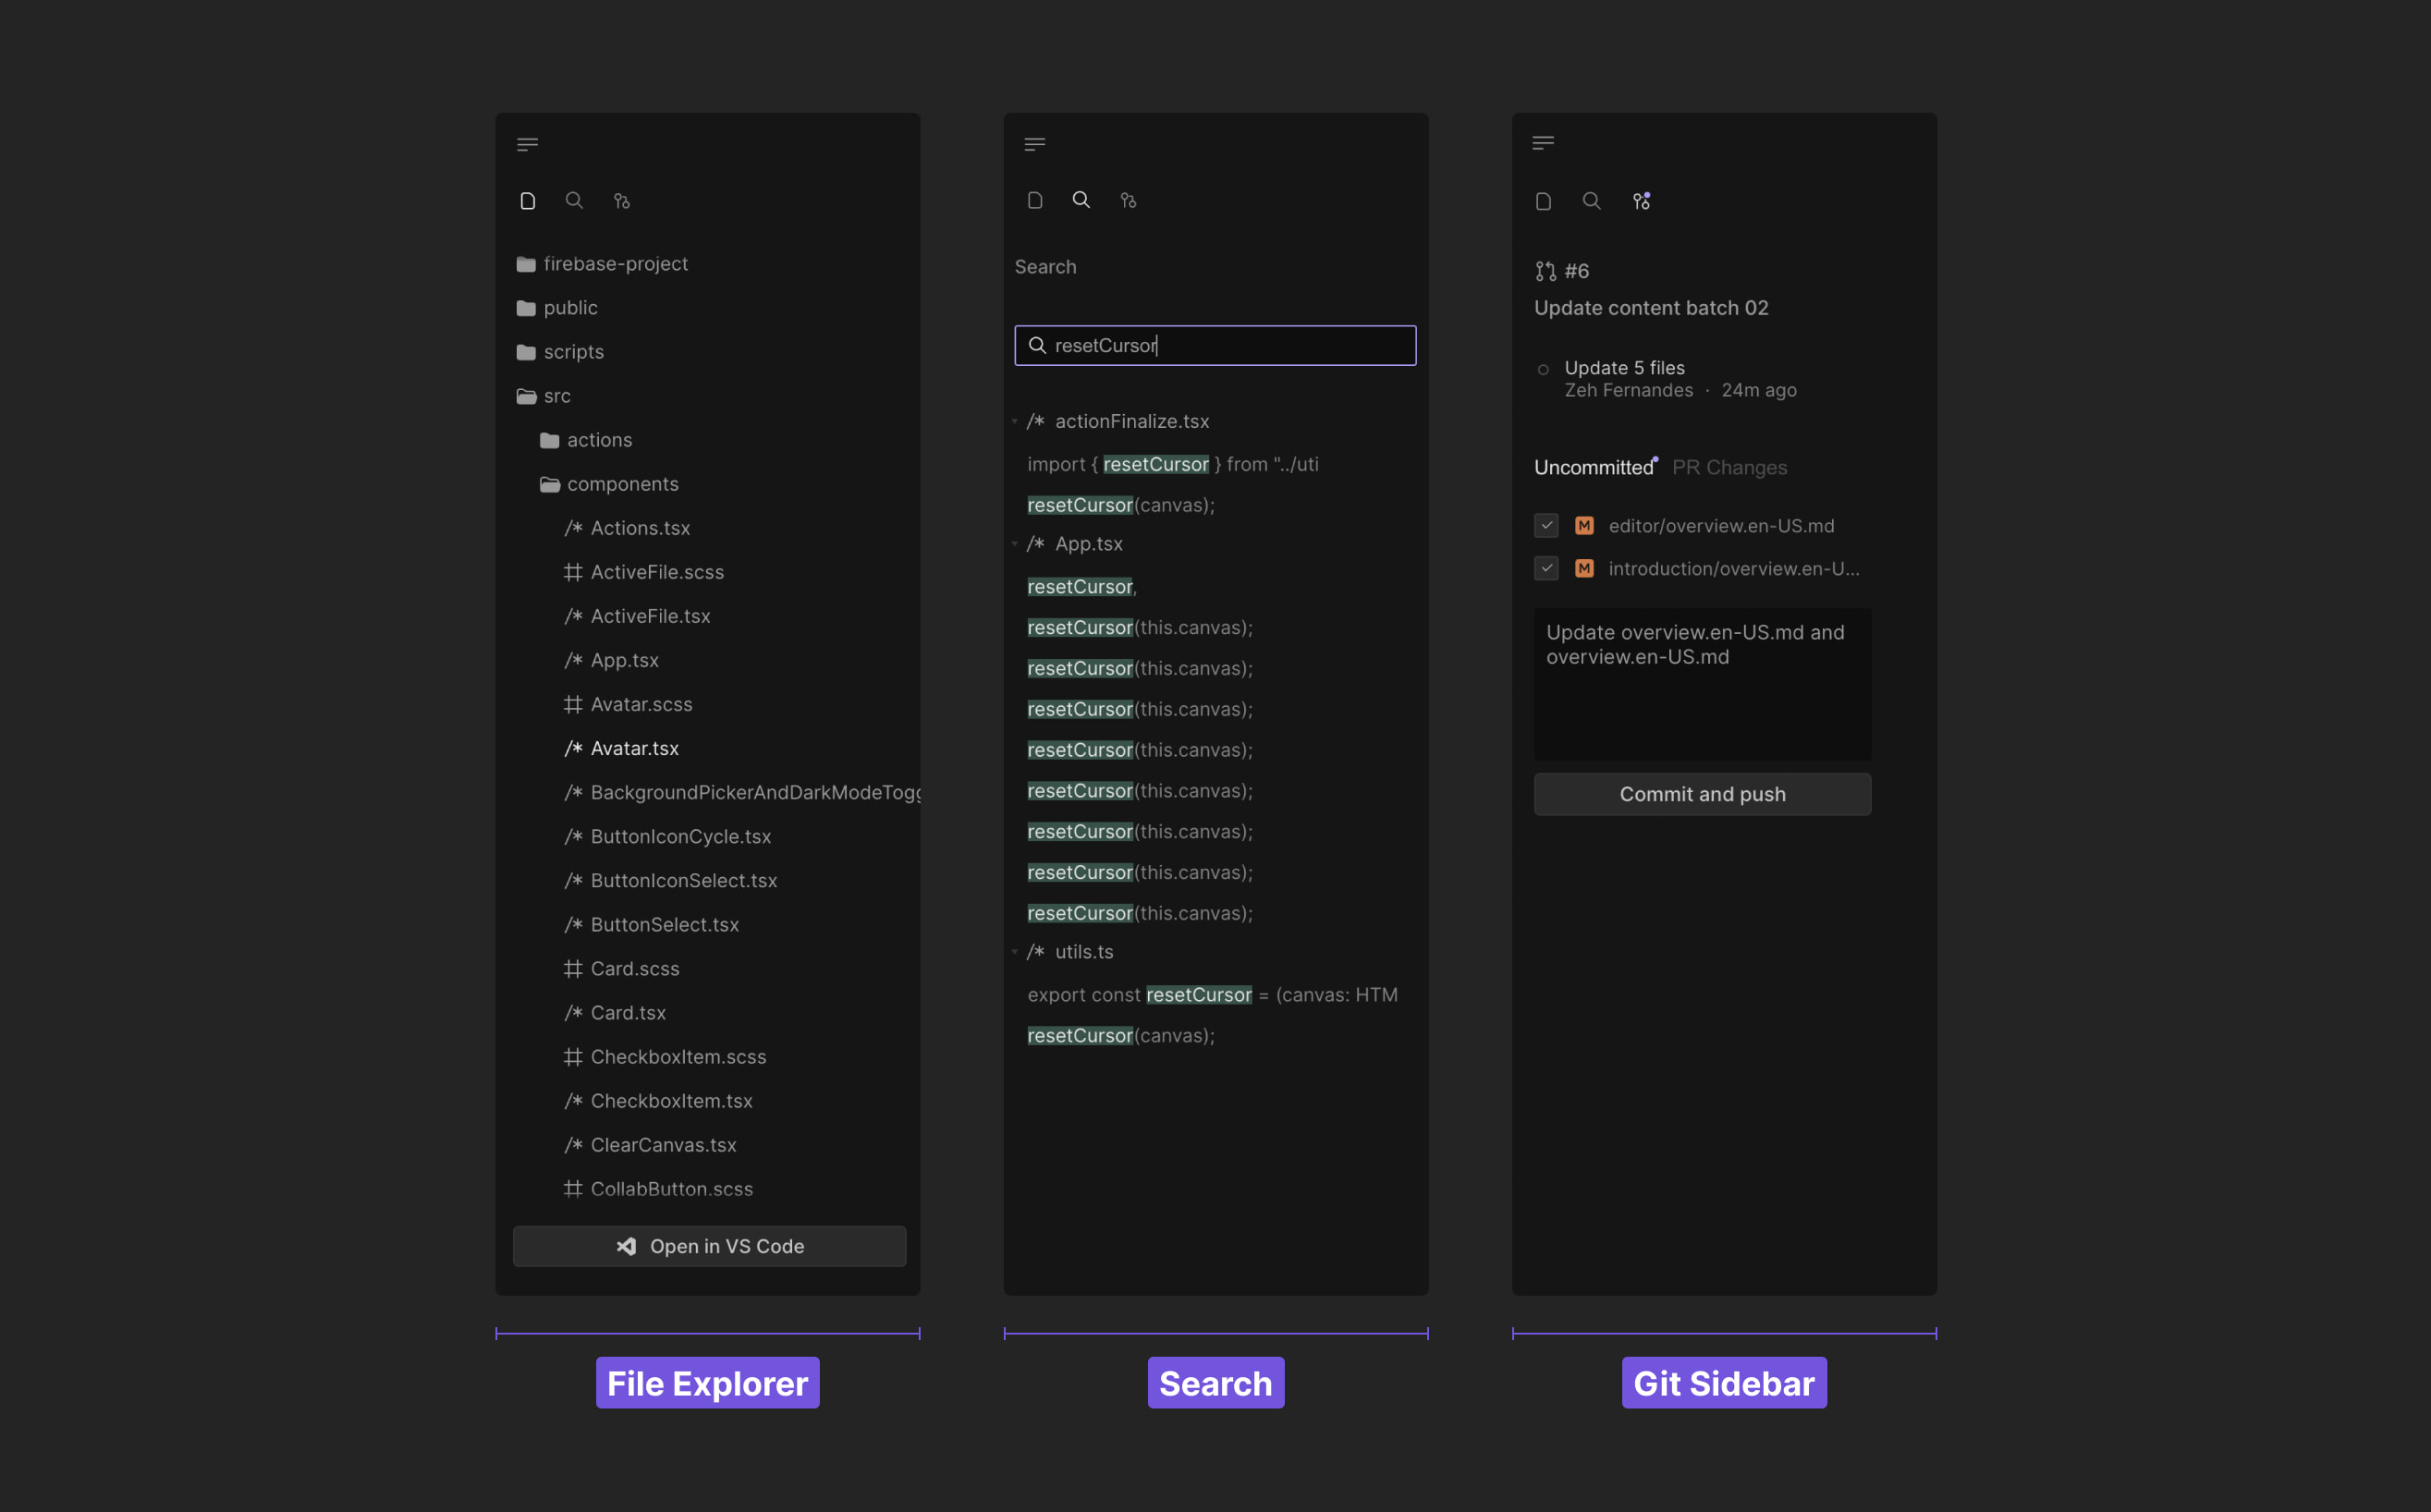 firebase-project
public
scripts
src
actions
components
/* Actions.tsx
# ActiveFile.scss
/* ActiveFile.tsx
/* App.tsx
# Avatar.scss
/* Avatar.tsx
/* BackgroundPickerAndDarkModeTogg
/* ButtonIconCycle.tsx
/* ButtonIconSelect.tsx
/* ButtonSelect.tsx
# Card.scss
/* Card.tsx
# CheckboxItem.scss
/* CheckboxItem.tsx
/* ClearCanvas.tsx
# CollabButton.scss
Open in VS Code
File Explorer
Search
resetCursor
/* actionFinalize.tsx
import { resetCursor } from "../uti
resetCursor(canvas);
/* App.tsx
resetCursor,
resetCursor(this.canvas);
resetCursor(this.canvas);
resetCursor(this.canvas);
resetCursor(this.canvas);
resetCursor(this.canvas);
resetCursor(this.canvas);
resetCursor(this.canvas);
resetCursor(this.canvas);
/* utils.ts
export const resetCursor = (canvas: HTM
resetCursor(canvas);
Search
#6
Update content batch 02
Update 5 files
Zeh Fernandes · 24m ago
Uncommitted PR Changes
M editor/overview.en-US.md
M introduction/overview.en-U...
Update overview.en-US.md and
overview.en-US.md
Commit and push
Git Sidebar